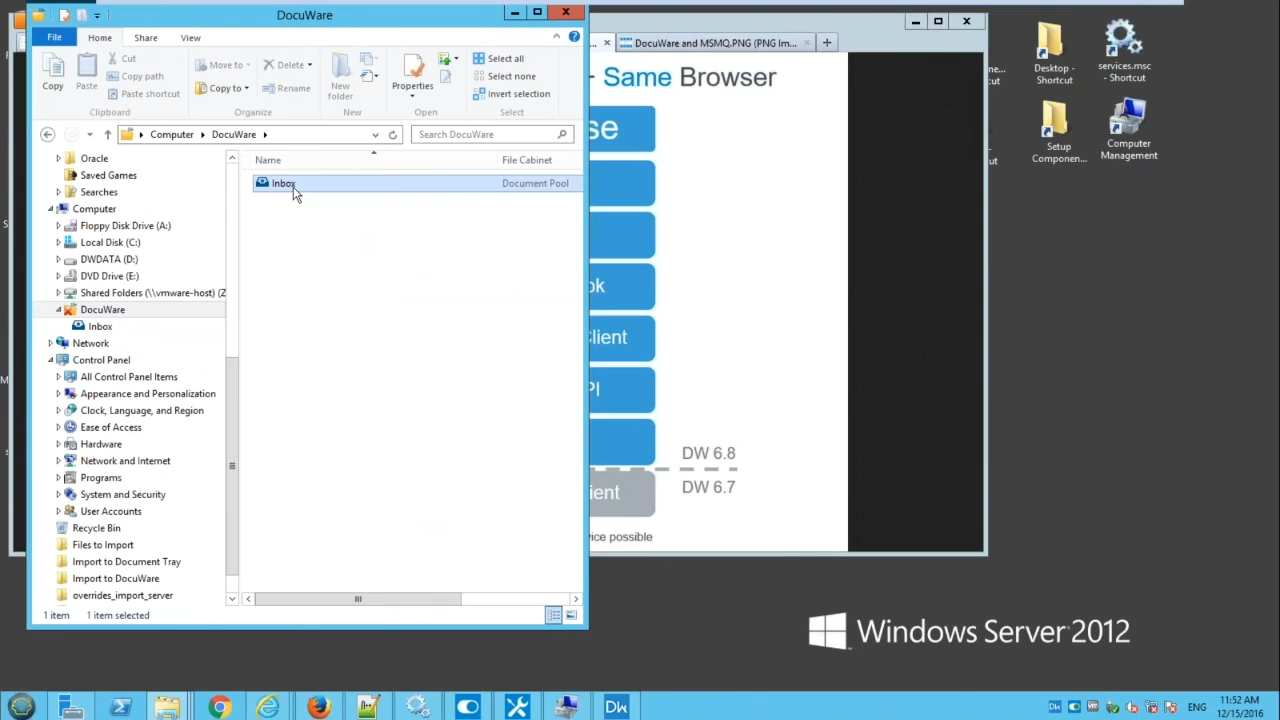 DocuWare
File
Home
Share
View
Copy
Paste
Cut
Copy path
Paste shortcut
Clipboard
Move to
Copy to
Delete
Rename
Organize
New folder
New
Properties
Open
Select all
Select none
Invert selection
Select
Computer
DocuWare
Search DocuWare
Oracle
Saved Games
Searches
Computer
Floppy Disk Drive (A:)
Local Disk (C:)
DWDATA (D:)
DVD Drive (E:)
Shared Folders (\\vmware-host) (Z
DocuWare
Inbox
Network
Control Panel
All Control Panel Items
Appearance and Personalization
Clock, Language, and Region
Ease of Access
Hardware
Network and Internet
Programs
System and Security
User Accounts
Recycle Bin
Files to Import
Import to Document Tray
Import to DocuWare
overrides_import_server
Name
File Cabinet
Inbox
Document Pool
1 item
1 item selected
...
DocuWare and MSMQ.PNG (PNG Im...
Same Browser
se
ok
Client
PI
DW 6.8
DW 6.7
ient
ice possible
ne...
cut
Desktop - Shortcut
services.msc - Shortcut
ut
Setup Componen...
Computer Management
Windows Server 2012
Dw
Dw
ENG
11:52 AM
12/15/2016